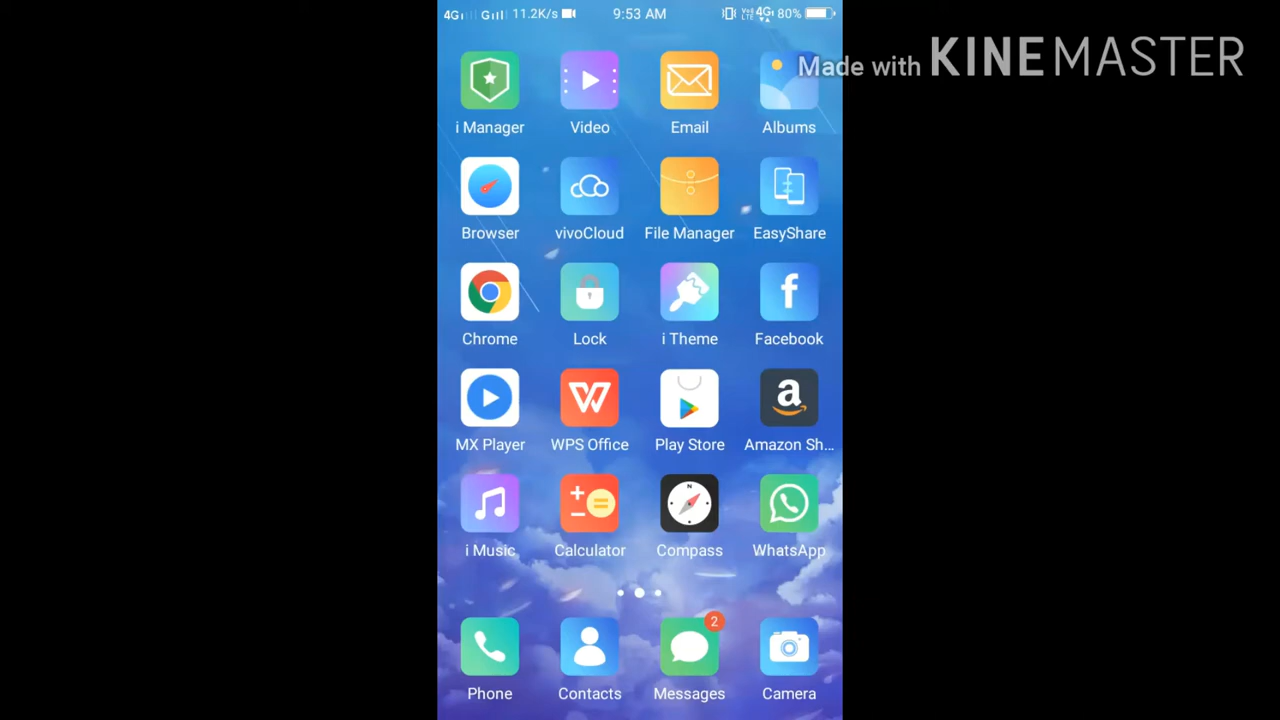 4G G 11.2K/s 9:53 AM VoLTE 4G 80%
Made with KINEMASTER
i Manager Video Email Albums
Browser vivoCloud File Manager EasyShare
Chrome Lock i Theme Facebook
MX Player WPS Office Play Store Amazon Sh...
N
i Music Calculator Compass WhatsApp
2
Phone Contacts Messages Camera